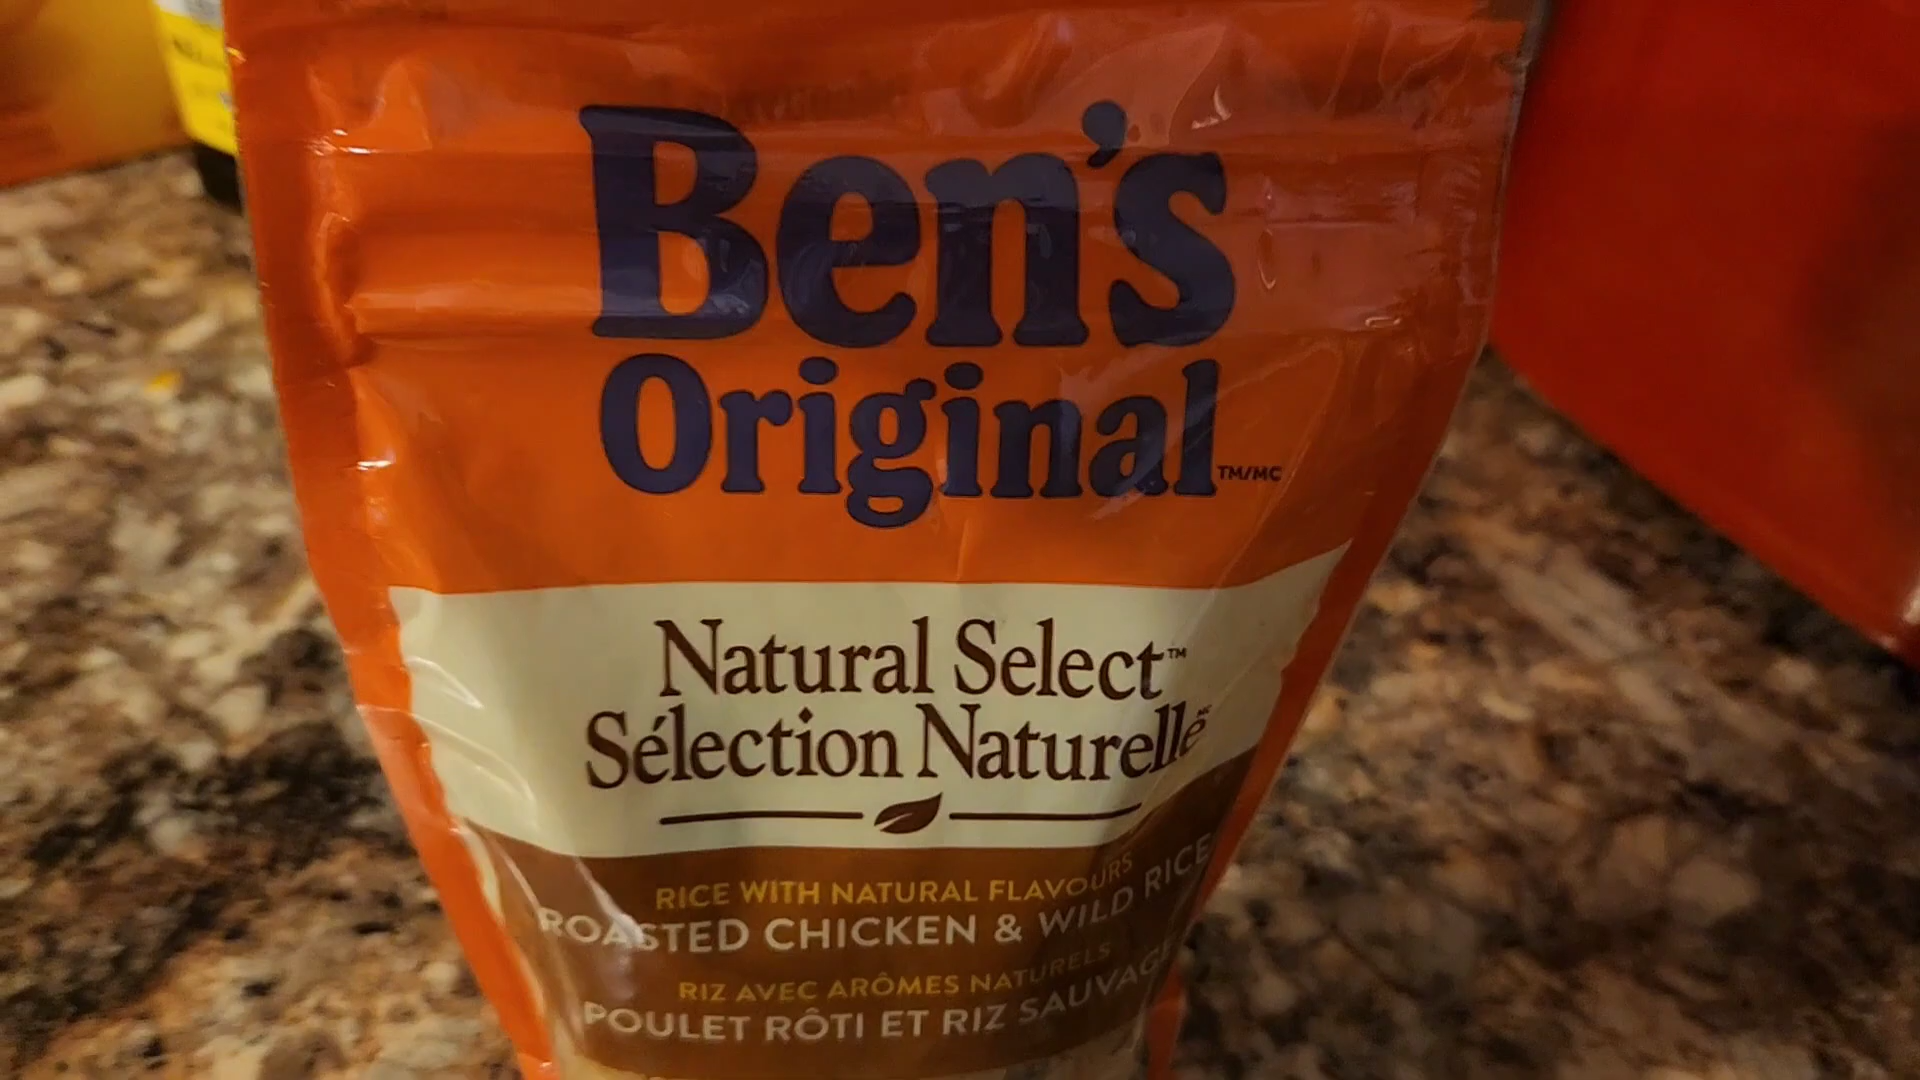 Ben's
Original TM/MC
Natural Select™
Sélection Naturelle MC
RICE WITH NATURAL FLAVOURS
ROASTED CHICKEN & WILD RICE
RIZ AVEC ARÔMES NATURELS
POULET RÔTI ET RIZ SAUVAGE